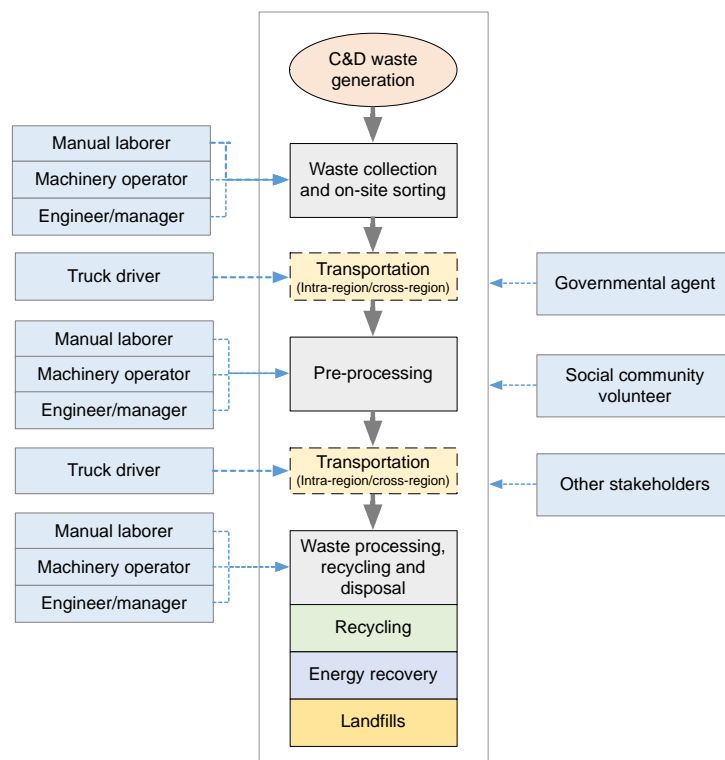 C&D waste
generation
Manual laborer
Machinery operator
Engineer/manager
Waste collection
and on-site sorting
Truck driver
Transportation
(Intra-region/cross-region)
Governmental agent
Manual laborer
Machinery operator
Engineer/manager
Pre-processing
Social community
volunteer
Truck driver
Transportation
(Intra-region/cross-region)
Other stakeholders
Manual laborer
Machinery operator
Engineer/manager
Waste processing,
recycling and
disposal
Recycling
Energy recovery
Landfills